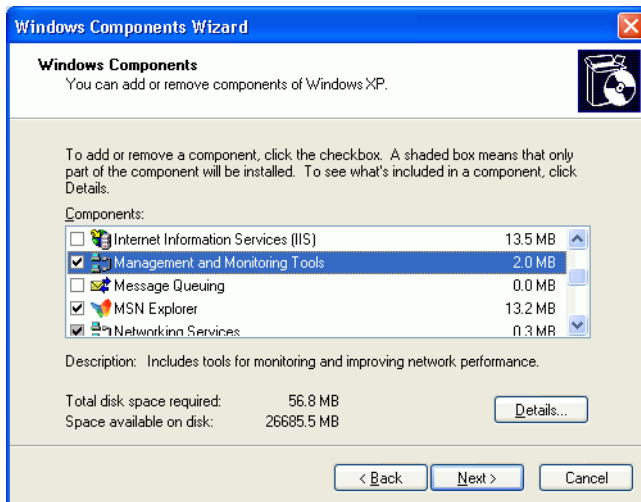 Windows Components Wizard
Windows Components
You can add or remove components of Windows XP.
To add or remove a component, click the checkbox. A shaded box means that only
part of the component will be installed. To see what's included in a component, click
Details.
Components:
Internet Information Services (IIS) 13.5 MB
Management and Monitoring Tools 2.0 MB
Message Queuing 0.0 MB
MSN Explorer 13.2 MB
Networking Services 0.3 MB
Description: Includes tools for monitoring and improving network performance.
Total disk space required: 56.8 MB
Space available on disk: 26685.5 MB
Details...
< Back Next > Cancel